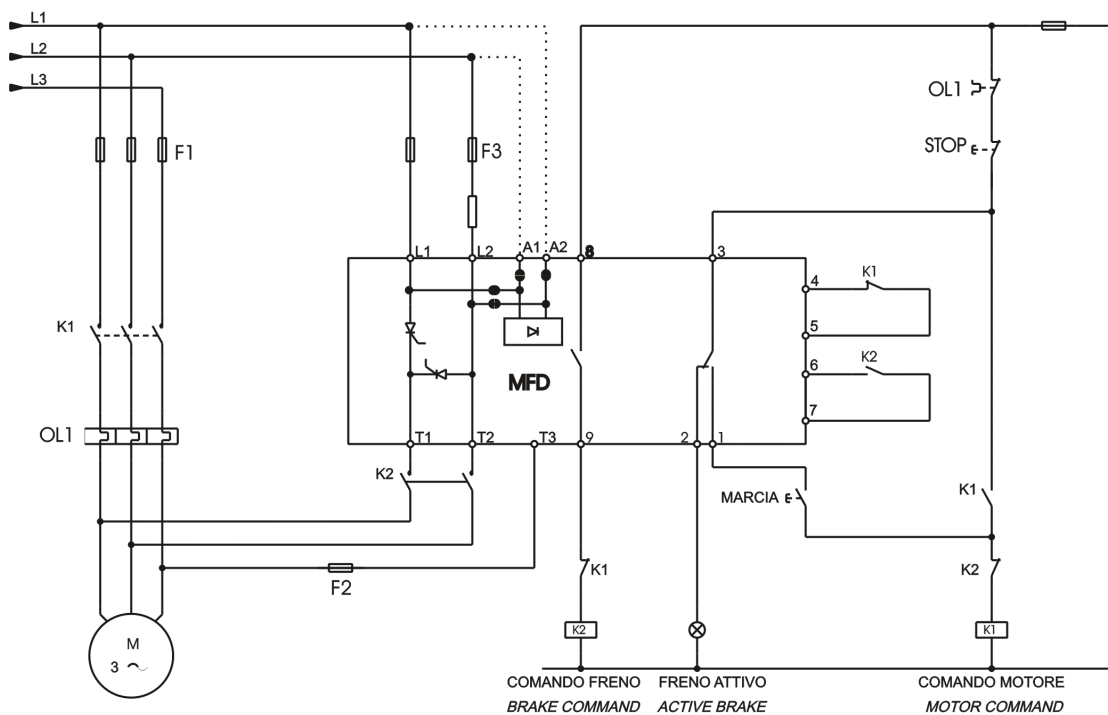 L1
L2
L3
F1
F3
OL1
STOP
L1
L2
A1
A2
8
3
K1
4
5
K2
6
7
K1
MFD
OL1
T1
T2
T3
9
2
1
K2
MARCIA
K1
F2
K1
K2
M
3
K2
K1
COMANDO FRENO
BRAKE COMMAND
FRENO ATTIVO
ACTIVE BRAKE
COMANDO MOTORE
MOTOR COMMAND